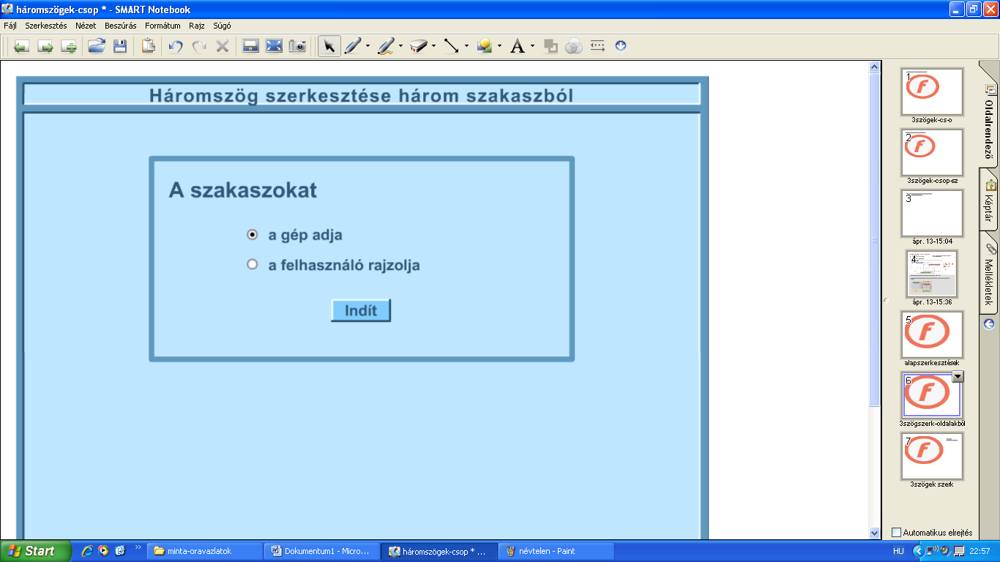 háromszögek-csop * - SMART Notebook
Fájl Szerkesztés Nézet Beszúrás Formátum Rajz Súgó
Háromszög szerkesztése három szakaszból
A szakaszokat
a gép adja
a felhasználó rajzolja
Indít
1
3szögek-cs-o
2
3szögek-csop-sz
3
ápr. 13-15:04
4
ápr. 13-15:36
5
alapszerkesztések
6
3szögszerk-oldalakból
7
3szögek szerk
Oldalrendező
Képtár
Mellékletek
Automatikus elrejtés
Start
minta-oravazlatok
Dokumentum1 - Micro...
háromszögek-csop * ...
névtelen - Paint
HU
22:57